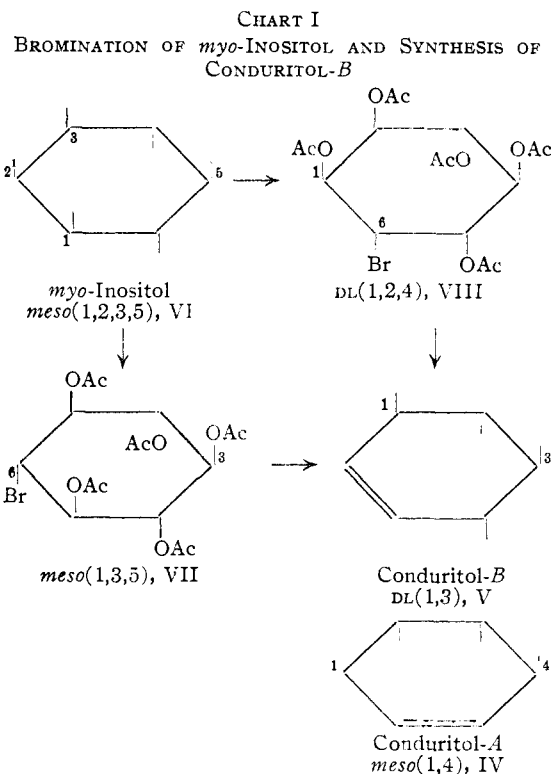 CHART I
BROMINATION OF myo-INOSITOL AND SYNTHESIS OF
CONDURITOL-B
3
2
5
1
myo-Inositol
meso(1,2,3,5), VI
OAc
AcO
1
AcO
OAc
6
Br
OAc
DL(1,2,4), VIII
OAc
6
Br
AcO
OAc
3
OAc
OAc
meso(1,3,5), VII
1
3
Conduritol-B
DL(1,3), V
1
4
Conduritol-A
meso(1,4), IV